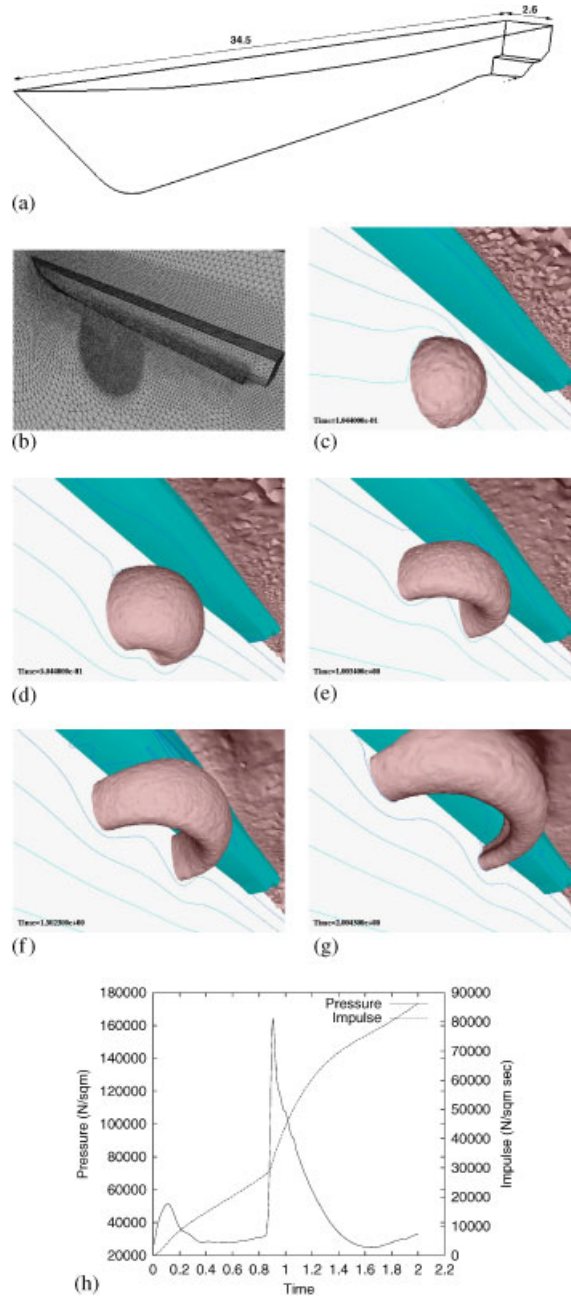 2.6
34.5
(a)
(b)
(c)
(d)
(e)
(f)
(g)
180000
160000
140000
120000
100000
80000
60000
40000
20000
Pressure (N/sqm)
Pressure
Impulse
90000
80000
70000
60000
50000
40000
30000
20000
10000
0
Impulse (N/sqm sec)
0 0.2 0.4 0.6 0.8 1 1.2 1.4 1.6 1.8 2 2.2
Time
(h)